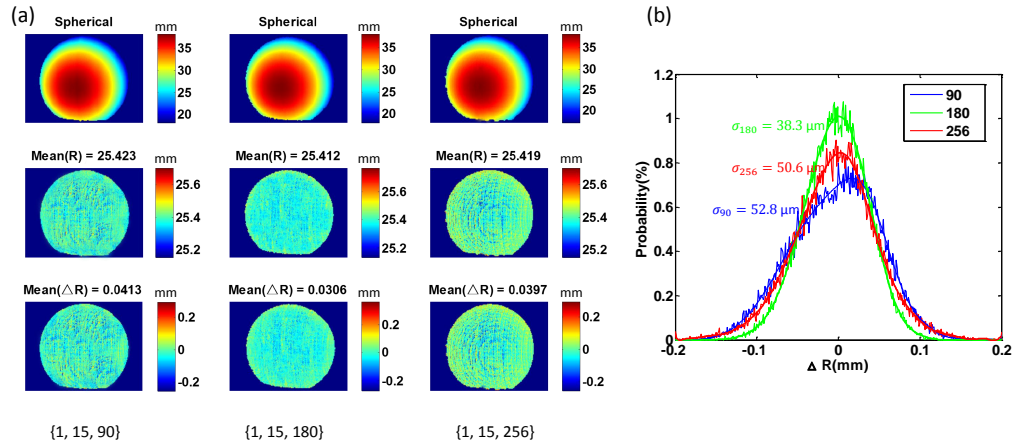 (a)
Spherical
mm
35
30
25
20
Spherical
mm
35
30
25
20
Spherical
mm
35
30
25
20
Mean(R) = 25.423
mm
25.6
25.4
25.2
Mean(R) = 25.412
mm
25.6
25.4
25.2
Mean(R) = 25.419
mm
25.6
25.4
25.2
Mean(△R) = 0.0413
mm
0.2
0
-0.2
Mean(△R) = 0.0306
mm
0.2
0
-0.2
Mean(△R) = 0.0397
mm
0.2
0
-0.2
{1, 15, 90}
{1, 15, 180}
{1, 15, 256}
(b)
1.2
1
0.8
0.6
0.4
0.2
0
Probability(%)
σ180 = 38.3 μm
σ256 = 50.6 μm
σ90 = 52.8 μm
90
180
256
-0.2
-0.1
0
0.1
0.2
Δ R(mm)